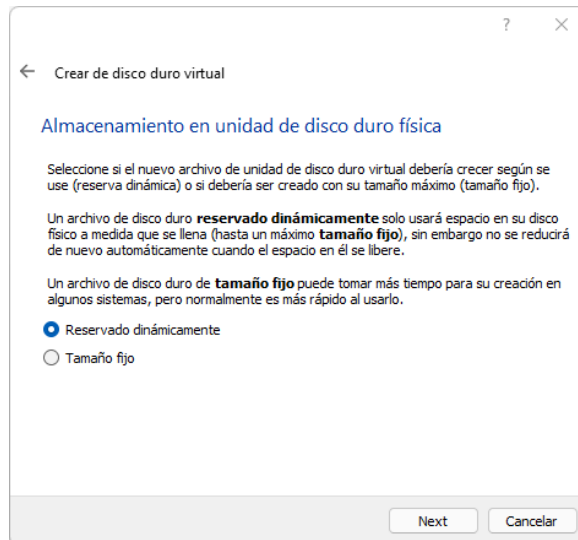 ?
Crear de disco duro virtual
Almacenamiento en unidad de disco duro física
Seleccione si el nuevo archivo de unidad de disco duro virtual debería crecer según se
use (reserva dinámica) o si debería ser creado con su tamaño máximo (tamaño fijo).
Un archivo de disco duro reservado dinámicamente solo usará espacio en su disco
físico a medida que se llena (hasta un máximo tamaño fijo), sin embargo no se reducirá
de nuevo automáticamente cuando el espacio en él se libere.
Un archivo de disco duro de tamaño fijo puede tomar más tiempo para su creación en
algunos sistemas, pero normalmente es más rápido al usarlo.
Reservado dinámicamente
Tamaño fijo
Next Cancelar